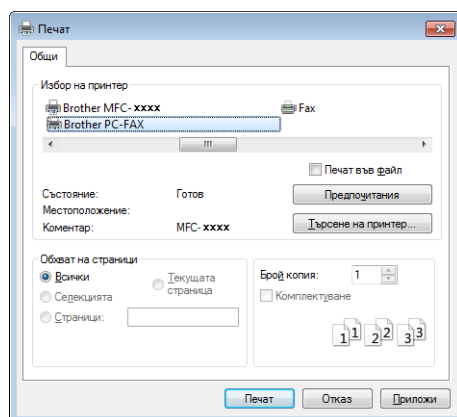 Печат
Общи
Избор на принтер
Brother MFC- xxxx
Fax
Brother PC-FAX
Печат във файл
Състояние: Готов
Предпочитания
Местоположение:
Коментар: MFC- xxxx
Търсене на принтер...
Обхват на страници
Всички
Текущата страница
Селекцията
Страници:
Брой копия: 1
Комплектуване
1 1 2 2 3 3
Печат Отказ Приложи